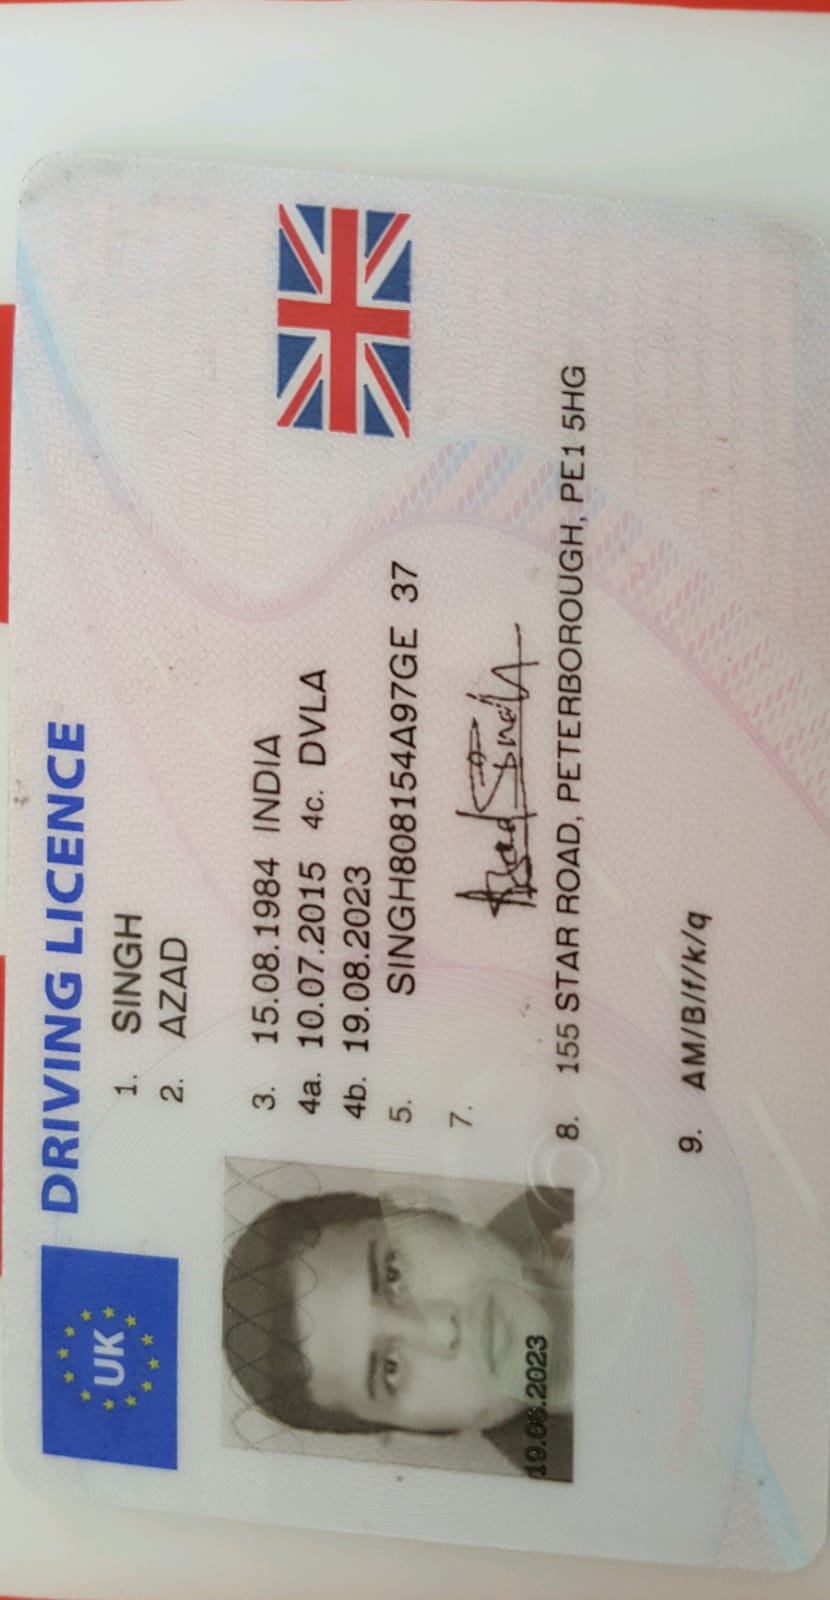 UK
DRIVING LICENCE
1. SINGH
2. AZAD
3. 15.08.1984 INDIA
4a. 10.07.2015 4c. DVLA
4b. 19.08.2023
5. SINGH808154A97GE 37
7. Azad Singh
8. 155 STAR ROAD, PETERBOROUGH, PE1 5HG
9. AM/B/f/k/q
19.08.2023